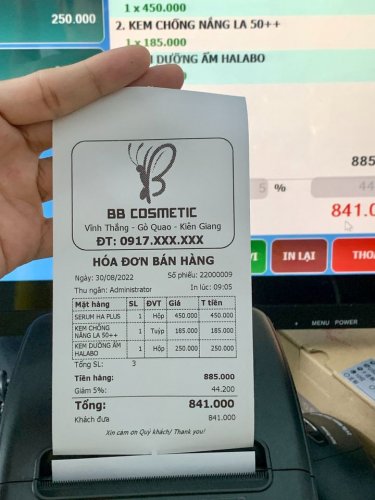 250.000
1 x 450.000
2. KEM CHỐNG NẮNG LA 50++
1 x 185.000
DƯỠNG ẨM HALABO
250.000
885
5 %
44
841.0
IN LẠI
THO
MENU POWER
BB COSMETIC
Vĩnh Thắng - Gò Quao - Kiên Giang
ĐT: 0917.XXX.XXX
HÓA ĐƠN BÁN HÀNG
Ngày: 30/08/2022 Số phiếu: 22000009
Thu ngân: Administrator In lúc: 09:05
Mặt hàng SL ĐVT Giá T tiền
SERUM HA PLUS 1 Hộp 450.000 450.000
KEM CHỐNG
NẮNG LA 50++ 1 Tuýp 185.000 185.000
KEM DƯỠNG ẨM
HALABO 1 Hộp 250.000 250.000
Tổng SL: 3
Tiền hàng: 885.000
Giảm 5%: 44.200
Tổng: 841.000
Khách đưa 841.000
Xin cảm ơn Quý khách/ Thank you!